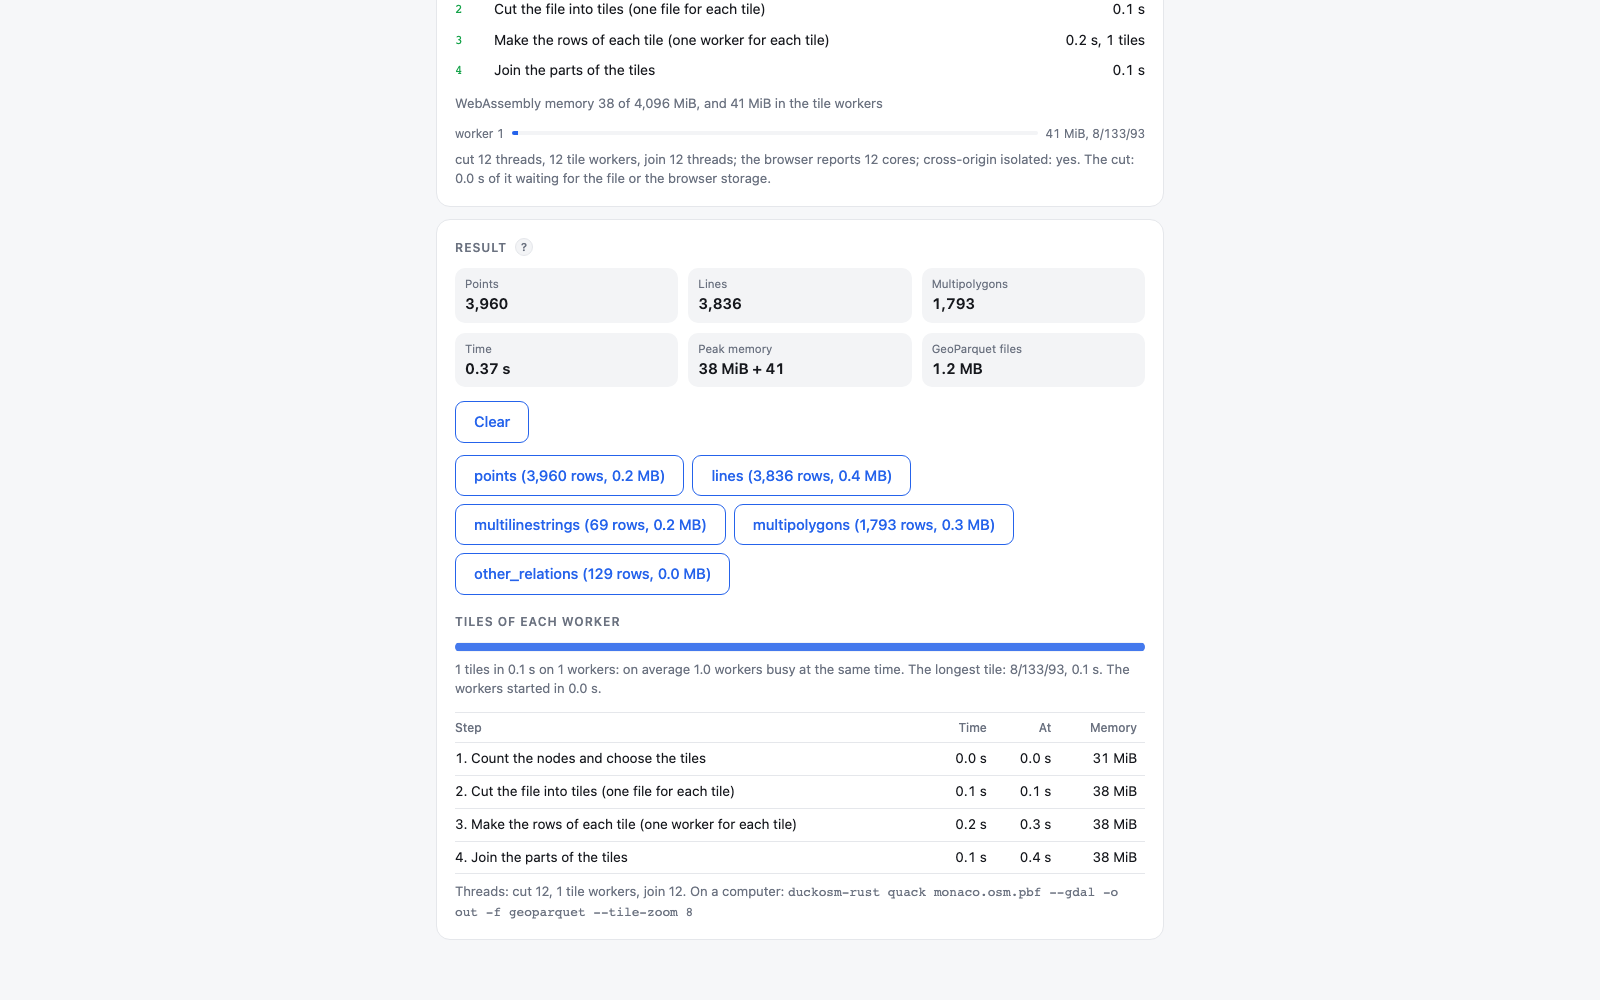 2 Cut the file into tiles (one file for each tile) 0.1 s
3 Make the rows of each tile (one worker for each tile) 0.2 s, 1 tiles
4 Join the parts of the tiles 0.1 s
WebAssembly memory 38 of 4,096 MiB, and 41 MiB in the tile workers
worker 1 41 MiB, 8/133/93
cut 12 threads, 12 tile workers, join 12 threads; the browser reports 12 cores; cross-origin isolated: yes. The cut:
0.0 s of it waiting for the file or the browser storage.
RESULT ?
Points Lines Multipolygons
3,960 3,836 1,793
Time Peak memory GeoParquet files
0.37 s 38 MiB + 41 1.2 MB
Clear
points (3,960 rows, 0.2 MB) lines (3,836 rows, 0.4 MB)
multilinestrings (69 rows, 0.2 MB) multipolygons (1,793 rows, 0.3 MB)
other_relations (129 rows, 0.0 MB)
TILES OF EACH WORKER
1 tiles in 0.1 s on 1 workers: on average 1.0 workers busy at the same time. The longest tile: 8/133/93, 0.1 s. The
workers started in 0.0 s.
Step Time At Memory
1. Count the nodes and choose the tiles 0.0 s 0.0 s 31 MiB
2. Cut the file into tiles (one file for each tile) 0.1 s 0.1 s 38 MiB
3. Make the rows of each tile (one worker for each tile) 0.2 s 0.3 s 38 MiB
4. Join the parts of the tiles 0.1 s 0.4 s 38 MiB
Threads: cut 12, 1 tile workers, join 12. On a computer: duckosm-rust quack monaco.osm.pbf --gdal -o
out -f geoparquet --tile-zoom 8